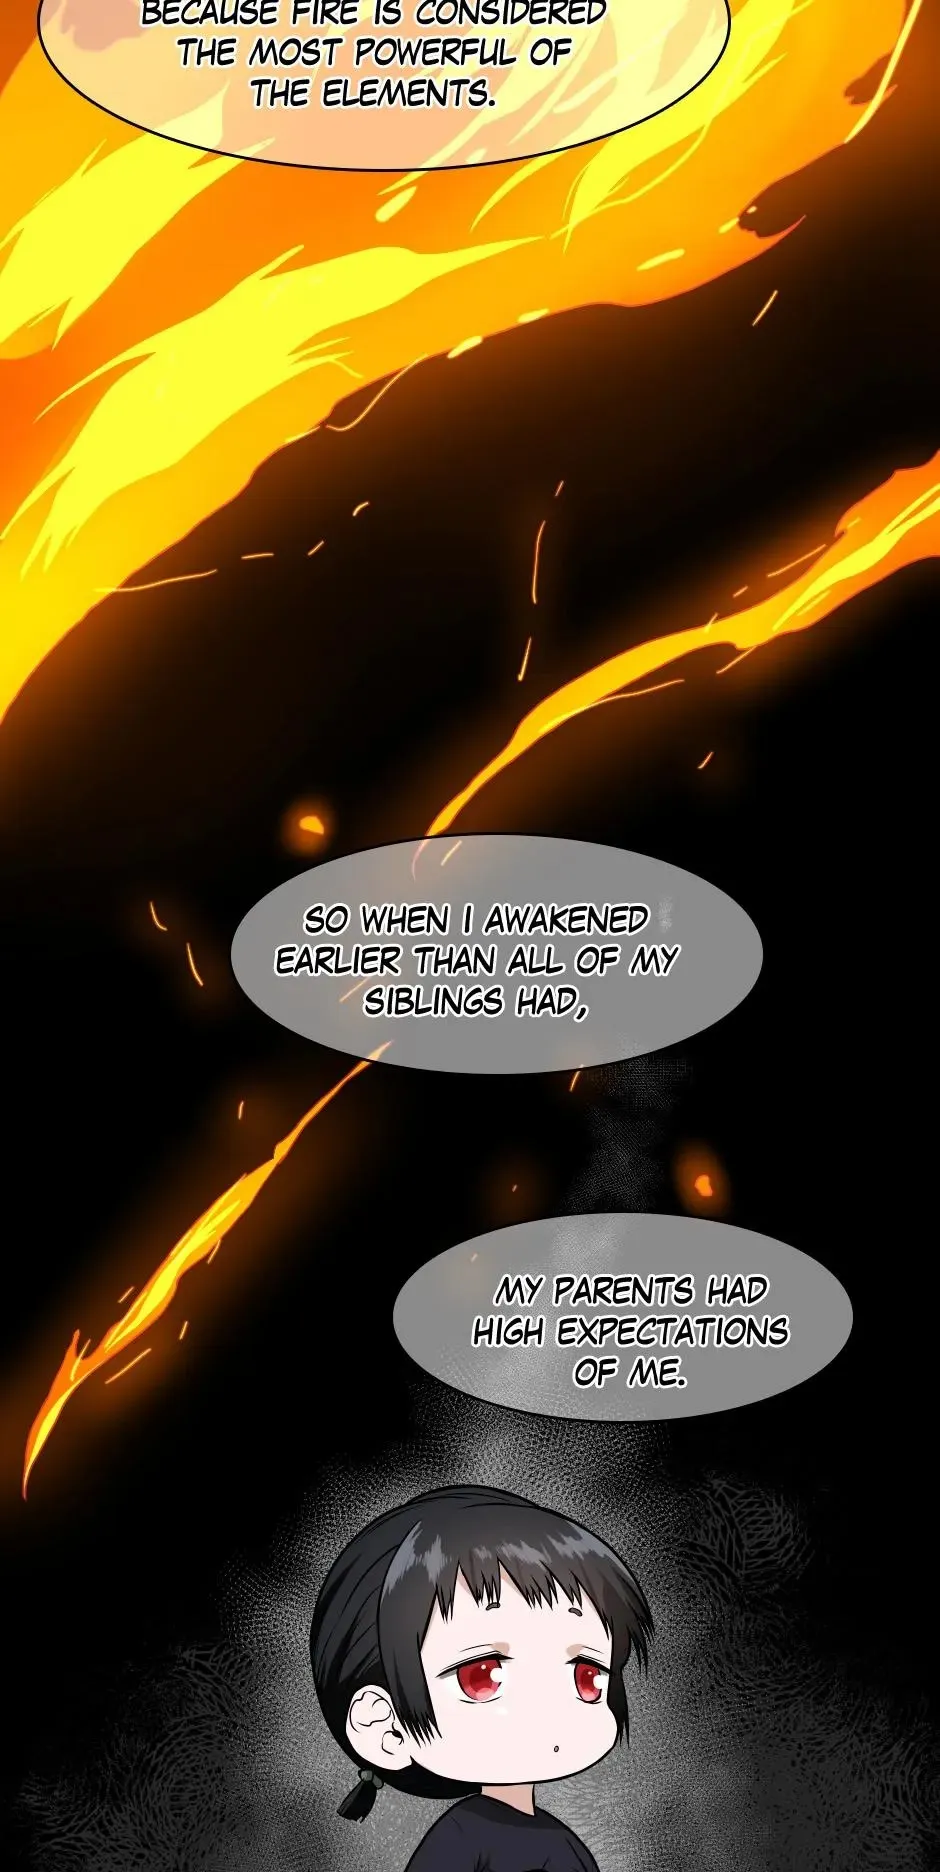 BECAUSE FIRE IS CONSIDERED
THE MOST POWERFUL OF
THE ELEMENTS.
SO WHEN I AWAKENED
EARLIER THAN ALL OF MY
SIBLINGS HAD,
MY PARENTS HAD
HIGH EXPECTATIONS
OF ME.